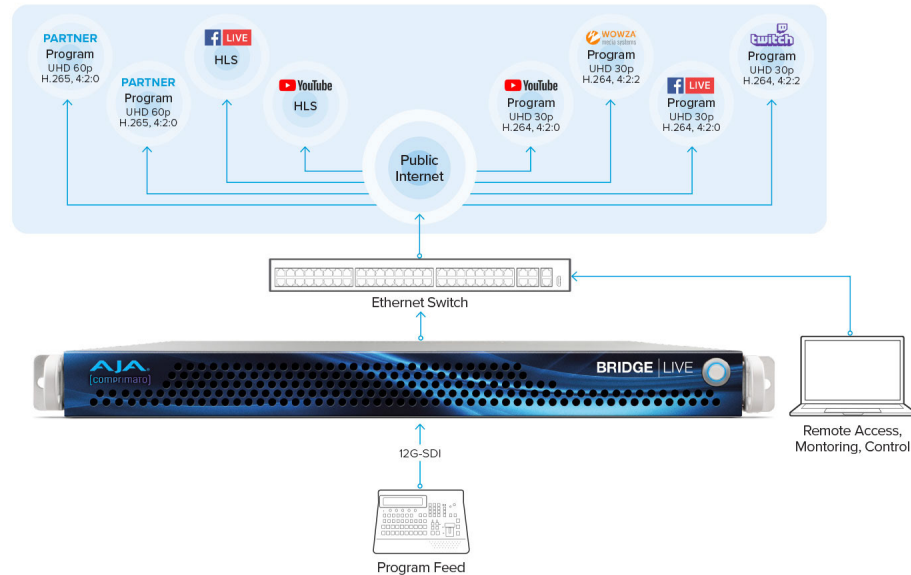 PARTNER
Program
UHD 60p
H.265, 4:2:0
PARTNER
Program
UHD 60p
H.265, 4:2:0
f LIVE
HLS
YouTube
HLS
YouTube
Program
UHD 30p
H.264, 4:2:0
WOWZA
media systems
Program
UHD 30p
H.264, 4:2:2
f LIVE
Program
UHD 30p
H.264, 4:2:0
twitch
Program
UHD 30p
H.264, 4:2:2
Public
Internet
Ethernet Switch
AJA
[comprimato]
BRIDGE | LIVE
Remote Access,
Montoring, Control
12G-SDI
Program Feed